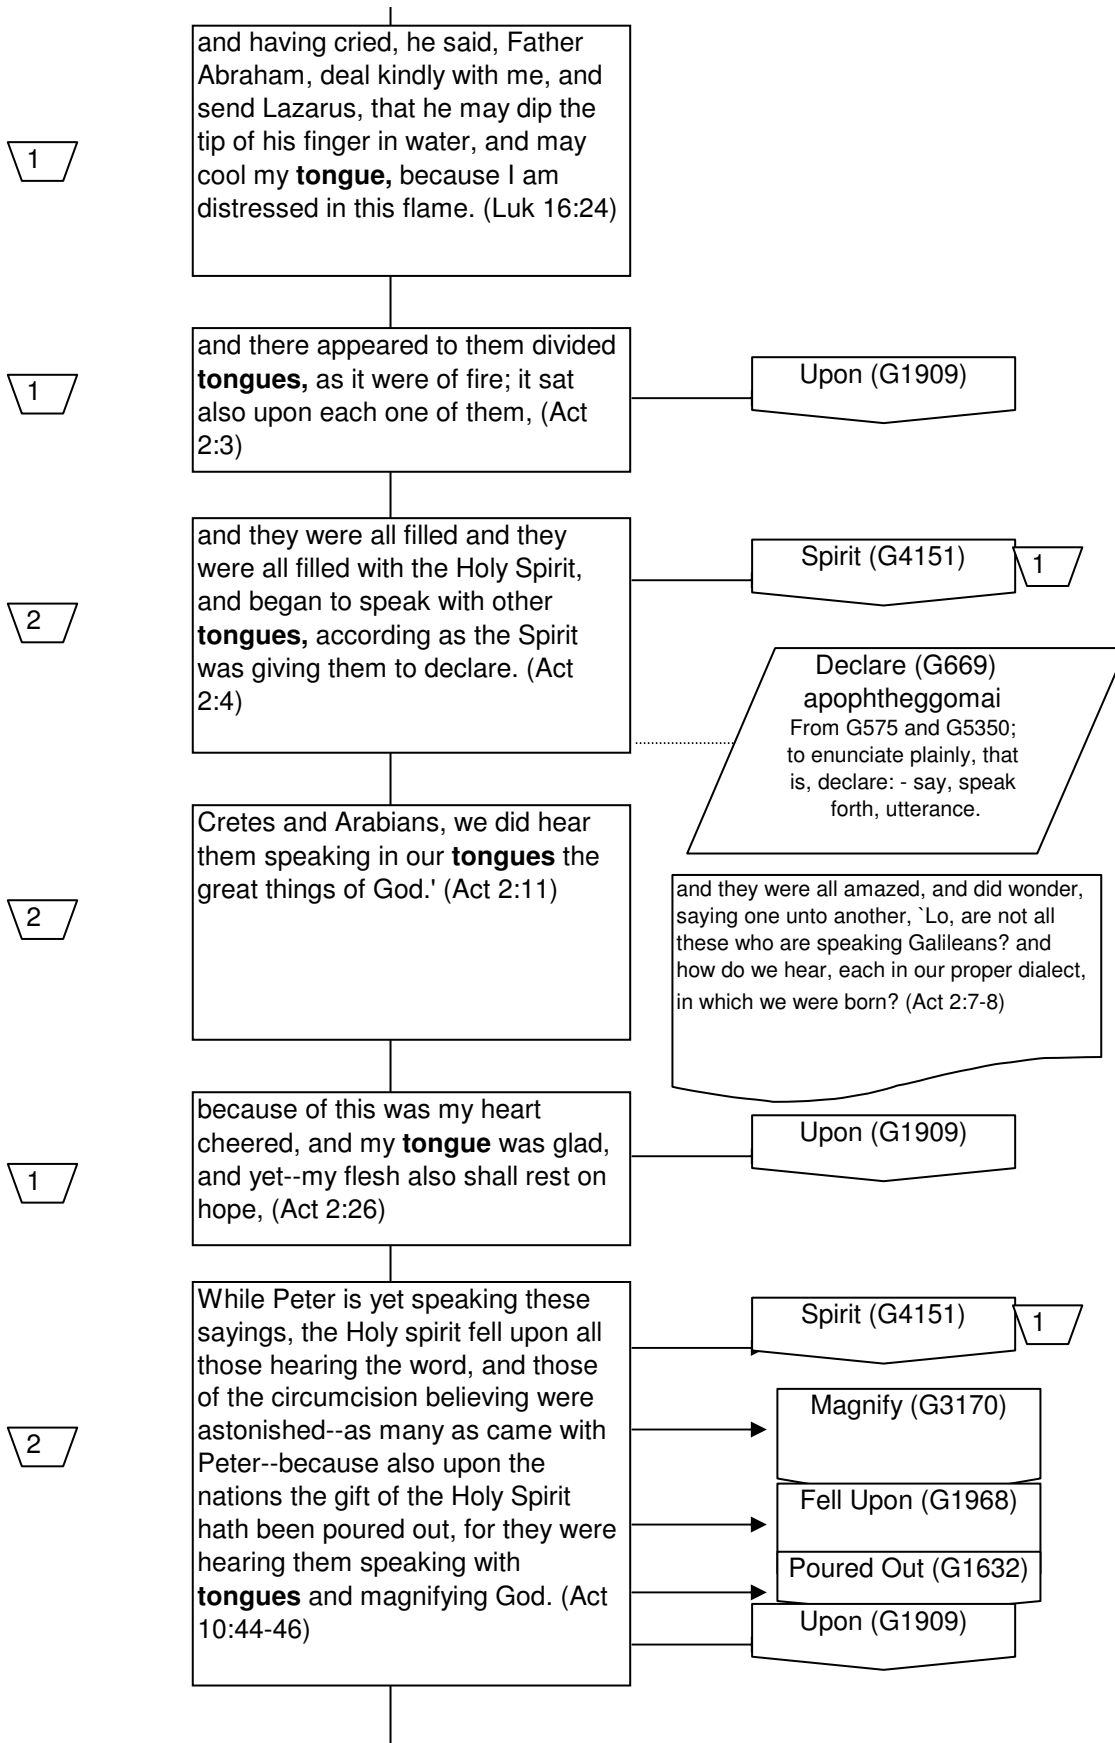 1
and having cried, he said, Father
Abraham, deal kindly with me, and
send Lazarus, that he may dip the
tip of his finger in water, and may
cool my tongue, because I am
distressed in this flame. (Luk 16:24)
1
and there appeared to them divided
tongues, as it were of fire; it sat
also upon each one of them, (Act
2:3)
Upon (G1909)
2
and they were all filled and they
were all filled with the Holy Spirit,
and began to speak with other
tongues, according as the Spirit
was giving them to declare. (Act
2:4)
Spirit (G4151)
1
Declare (G669)
apophtheggomai
From G575 and G5350;
to enunciate plainly, that
is, declare: - say, speak
forth, utterance.
2
Cretes and Arabians, we did hear
them speaking in our tongues the
great things of God.' (Act 2:11)
and they were all amazed, and did wonder,
saying one unto another, `Lo, are not all
these who are speaking Galileans? and
how do we hear, each in our proper dialect,
in which we were born? (Act 2:7-8)
1
because of this was my heart
cheered, and my tongue was glad,
and yet--my flesh also shall rest on
hope, (Act 2:26)
Upon (G1909)
2
While Peter is yet speaking these
sayings, the Holy spirit fell upon all
those hearing the word, and those
of the circumcision believing were
astonished--as many as came with
Peter--because also upon the
nations the gift of the Holy Spirit
hath been poured out, for they were
hearing them speaking with
tongues and magnifying God. (Act
10:44-46)
Spirit (G4151)
1
Magnify (G3170)
Fell Upon (G1968)
Poured Out (G1632)
Upon (G1909)